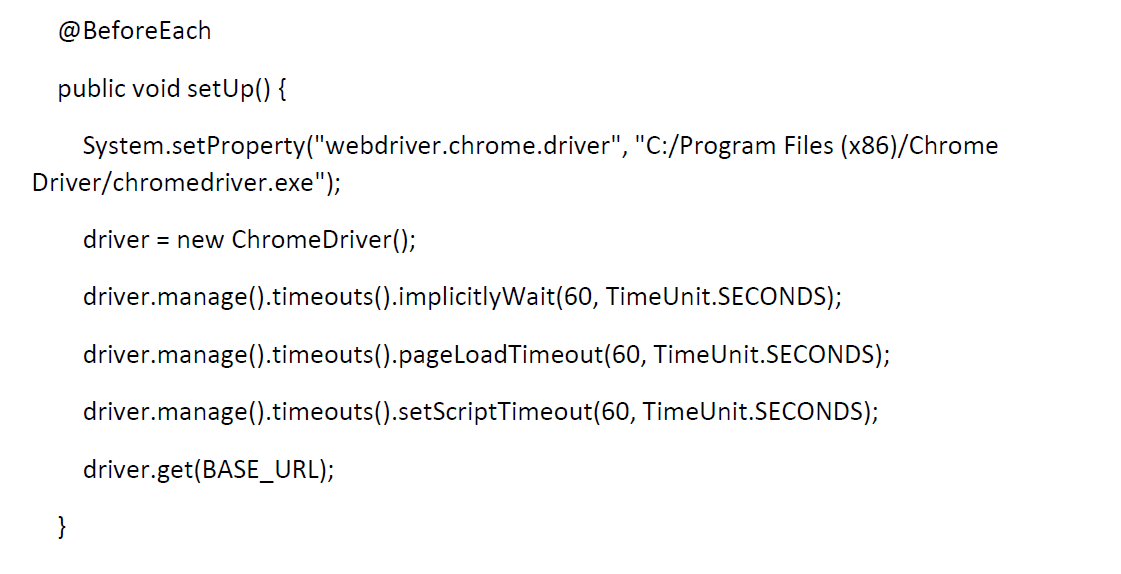 @BeforeEach
public void setUp() {
System.setProperty("webdriver.chrome.driver", "C:/Program Files (x86)/Chrome
Driver/chromedriver.exe");
driver = new ChromeDriver();
driver.manage().timeouts().implicitlyWait(60, TimeUnit.SECONDS);
driver.manage().timeouts().pageLoadTimeout(60, TimeUnit.SECONDS);
driver.manage().timeouts().setScriptTimeout(60, TimeUnit.SECONDS);
driver.get(BASE_URL);
}